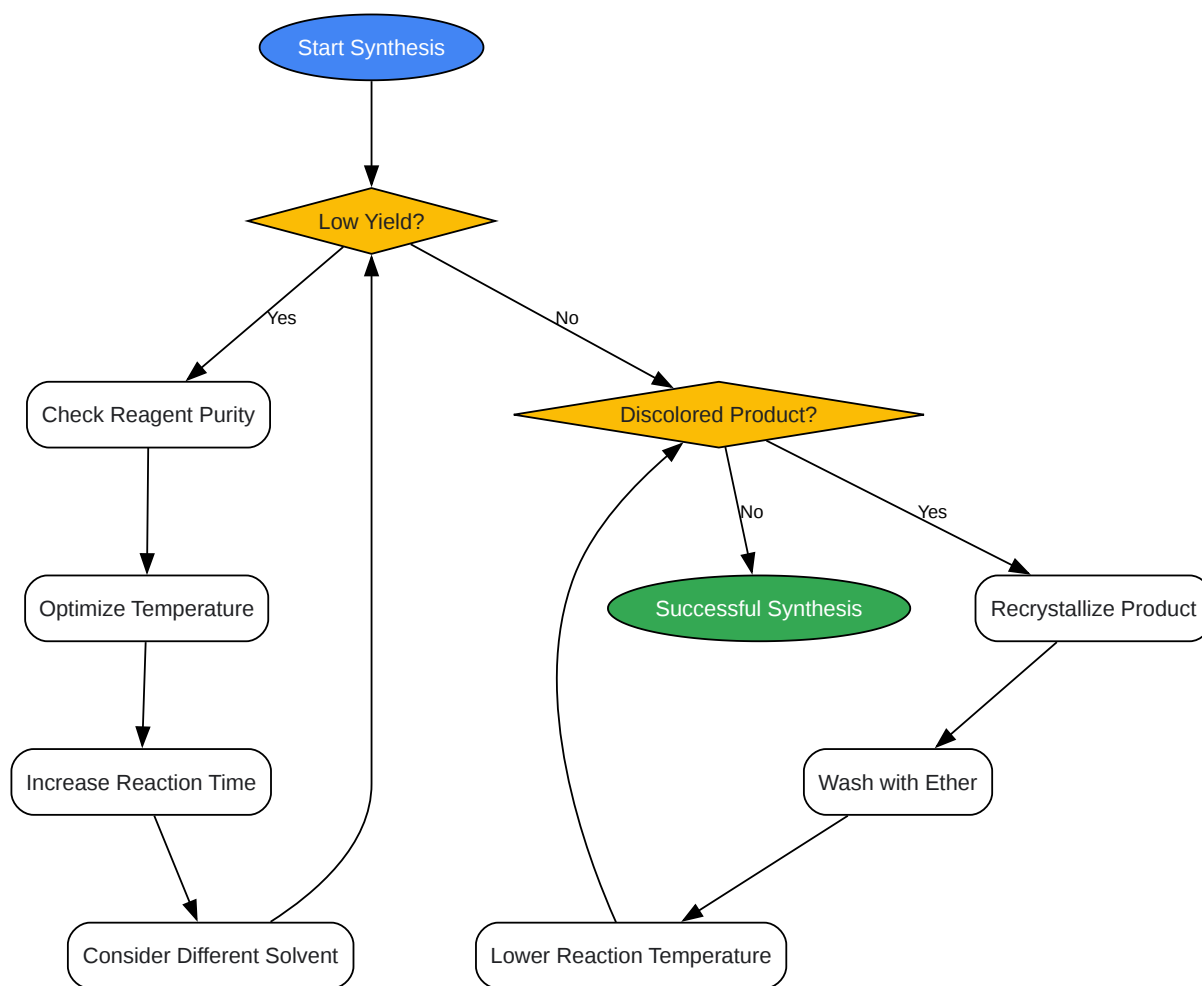 Start Synthesis
Low Yield?
Yes
No
Check Reagent Purity
Discolored Product?
No
Yes
Optimize Temperature
Successful Synthesis
Recrystallize Product
Increase Reaction Time
Wash with Ether
Consider Different Solvent
Lower Reaction Temperature